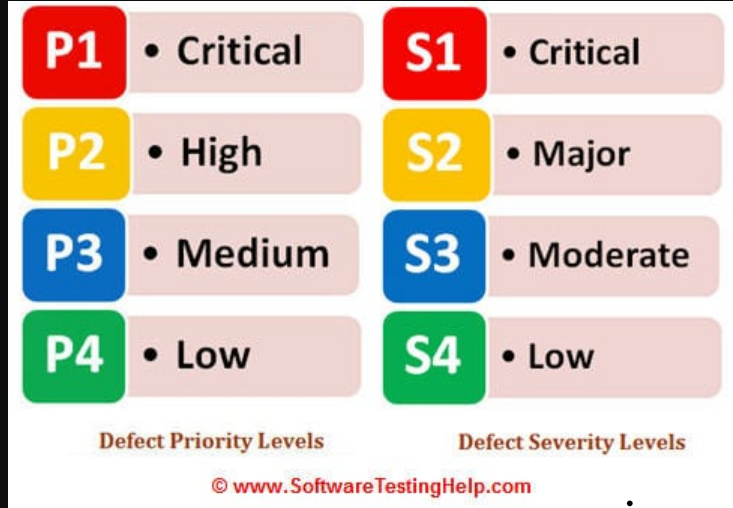 P1 • Critical
P2 • High
P3 • Medium
P4 • Low
Defect Priority Levels
S1 • Critical
S2 • Major
S3 • Moderate
S4 • Low
Defect Severity Levels
© www.SoftwareTestingHelp.com